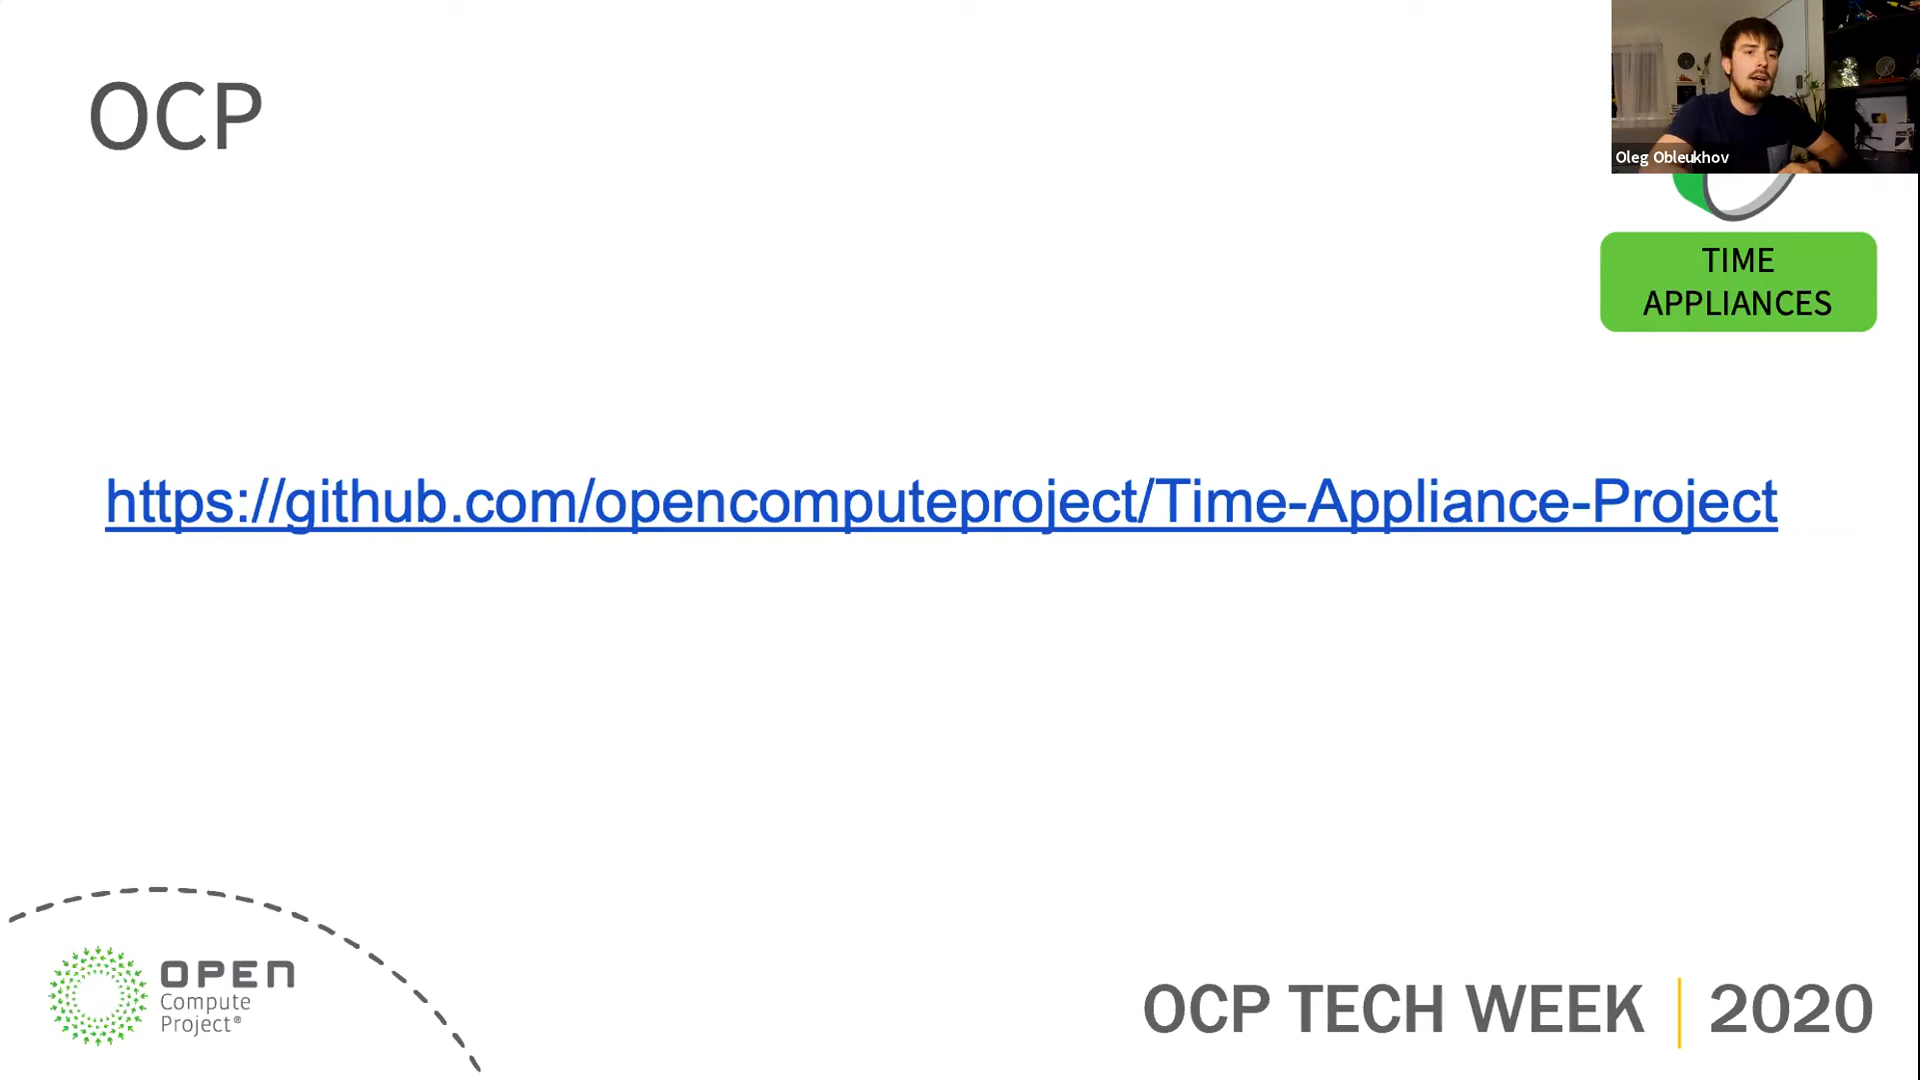 OCP
Oleg Obleukhov
TIME
APPLIANCES
https://github.com/opencomputeproject/Time-Appliance-Project
OPEN
Compute
Project®
OCP TECH WEEK | 2020